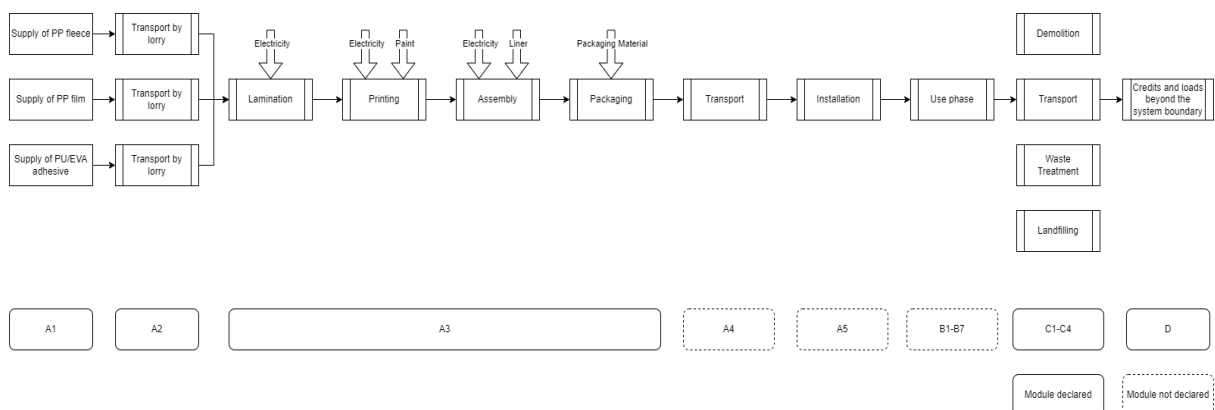 Supply of PP fleece
Transport by
lorry
Supply of PP film
Transport by
lorry
Supply of PU/EVA
adhesive
Transport by
lorry
Electricity
Lamination
Electricity
Paint
Printing
Electricity
Liner
Assembly
Packaging Material
Packaging
Transport
Installation
Use phase
Demolition
Transport
Waste
Treatment
Landfilling
Credits and loads
beyond the
system boundary
A1
A2
A3
A4
A5
B1-B7
C1-C4
D
Module declared
Module not declared